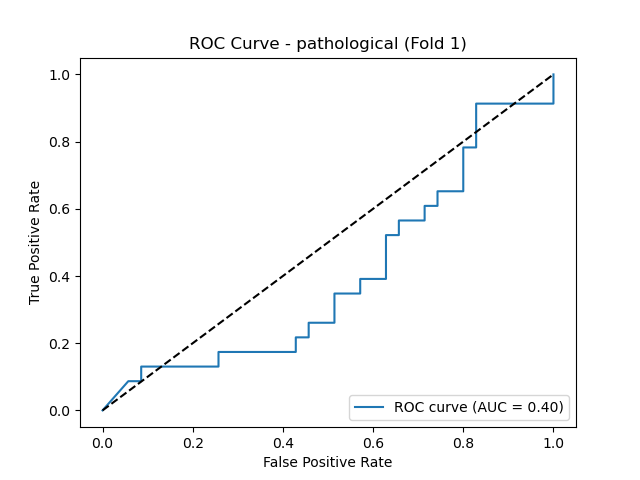 ROC Curve - pathological (Fold 1)
True Positive Rate
1.0
0.8
0.6
0.4
0.2
0.0
ROC curve (AUC = 0.40)
0.0 0.2 0.4 0.6 0.8 1.0
False Positive Rate